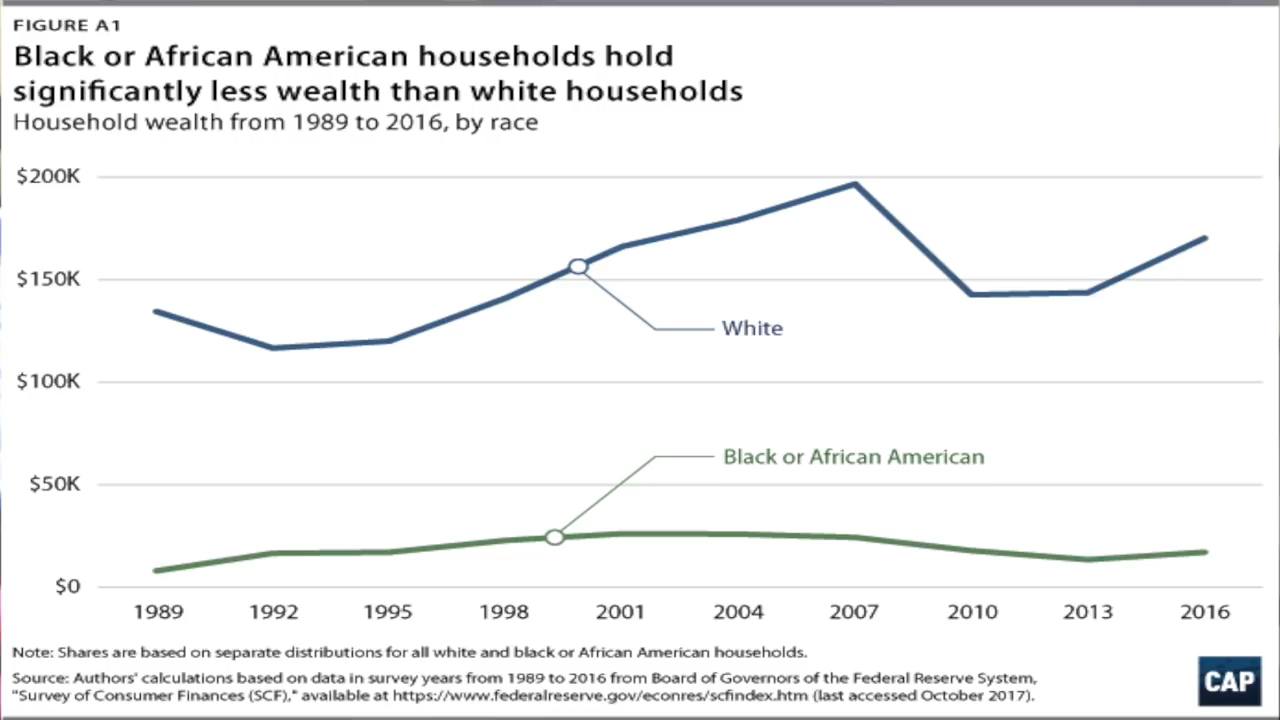 FIGURE A1
Black or African American households hold
significantly less wealth than white households
Household wealth from 1989 to 2016, by race
$200K
$150K
White
$100K
Black or African American
$50K
$0
1989 1992 1995 1998 2001 2004 2007 2010 2013 2016
Note: Shares are based on separate distributions for all white and black or African American households.
Source: Authors' calculations based on data in survey years from 1989 to 2016 from Board of Governors of the Federal Reserve System,
"Survey of Consumer Finances (SCF)," available at https://www.federalreserve.gov/econres/scfindex.htm (last accessed October 2017).
CAP